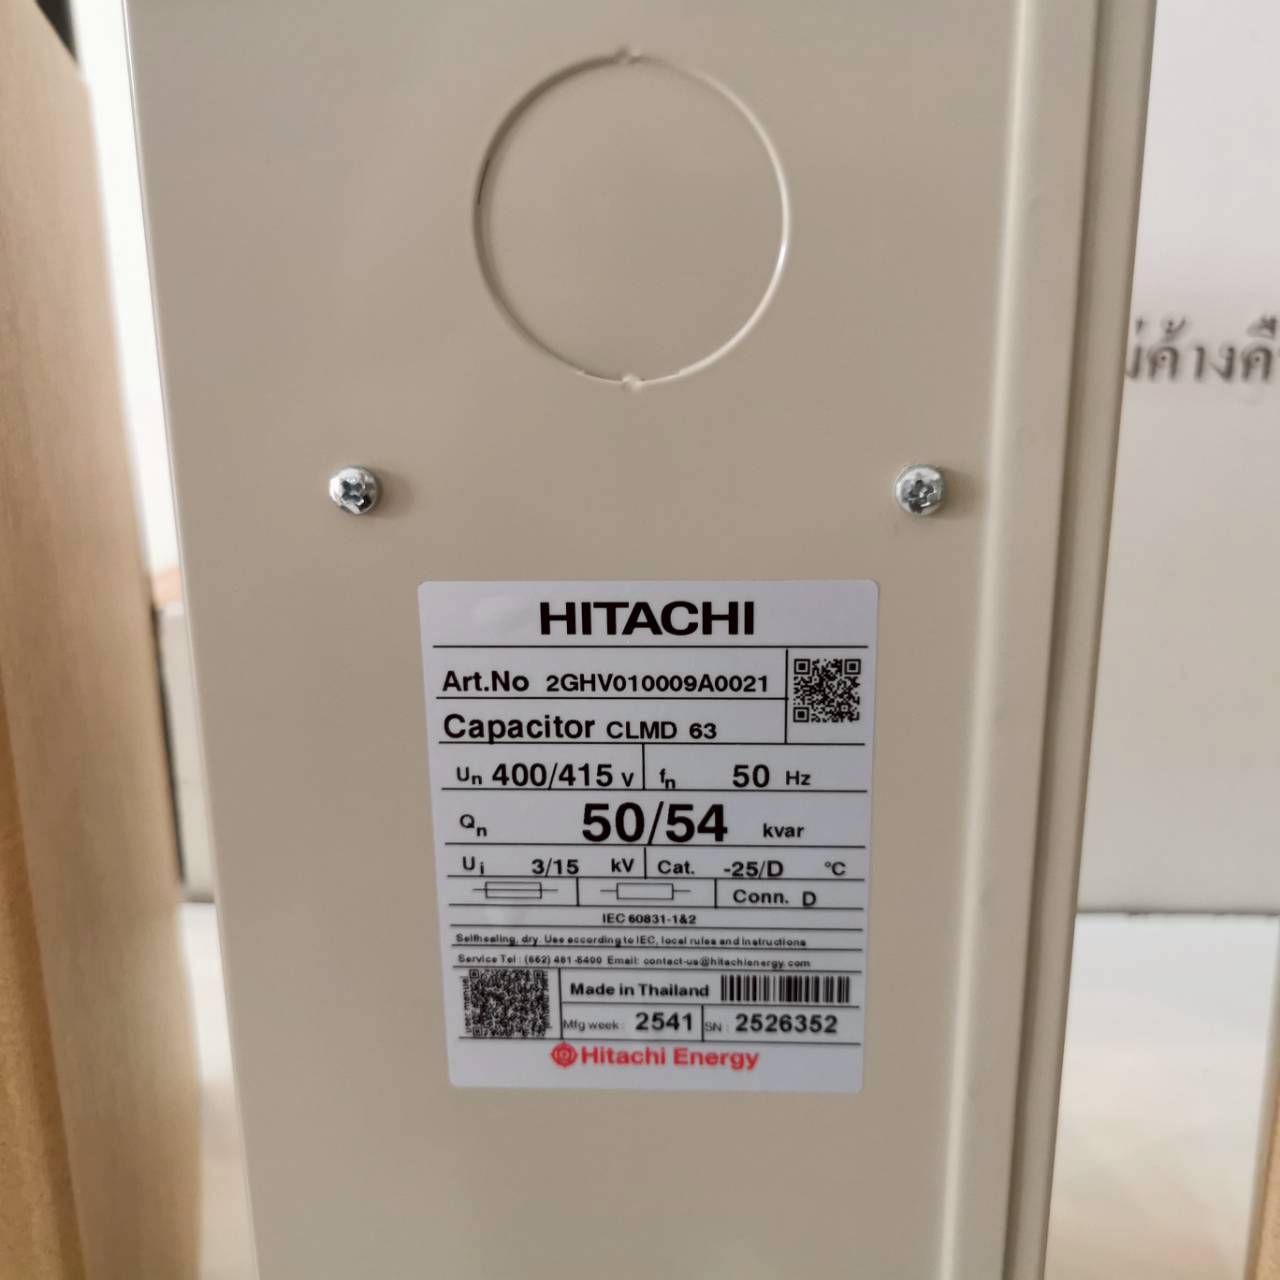 HITACHI
Art.No 2GHV010009A0021
Capacitor CLMD 63
Un 400/415 V fn 50 Hz
Qn 50/54 kvar
Ui 3/15 kV Cat. -25/D °C
Conn. D
IEC 60831-1&2
Selfhealing, dry. Use according to IEC, local rules and instructions
Service Tel : (662) 481-5400 Email: contact-us@hitachienergy.com
user manual
Made in Thailand
Mfg week : 2541 SN : 2526352
Hitachi Energy